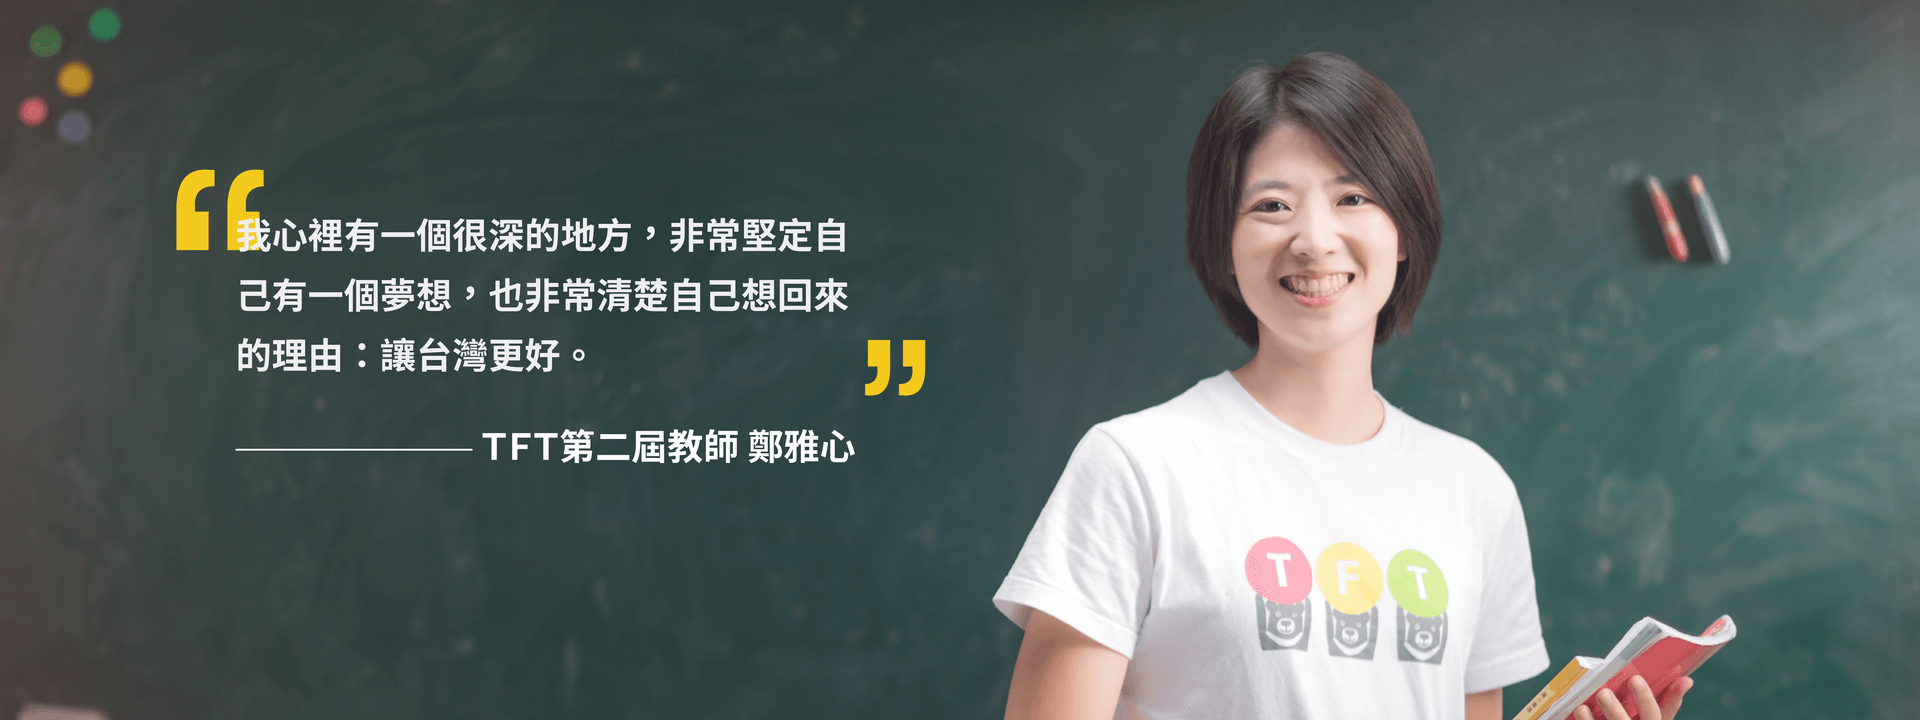 我心裡有一個很深的地方，非常堅定自
己有一個夢想，也非常清楚自己想回來
的理由：讓台灣更好。
TFT第二屆教師 鄭雅心
T F T